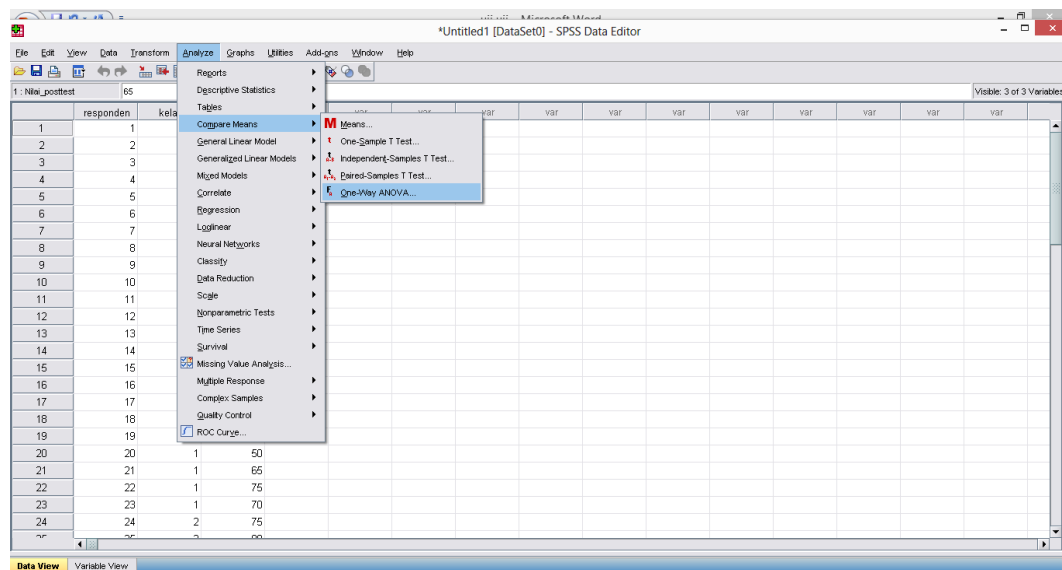 *Untitled1 [DataSet0] - SPSS Data Editor
File Edit View Data Transform Analyze Graphs Utilities Add-ons Window Help
1 : Nilai_posttest 65 Visible: 3 of 3 Variables
responden kela var var var var var var var var var
Reports
Descriptive Statistics
Tables
Compare Means
General Linear Model
Generalized Linear Models
Mixed Models
Correlate
Regression
Loglinear
Neural Networks
Classify
Data Reduction
Scale
Nonparametric Tests
Time Series
Survival
Missing Value Analysis...
Multiple Response
Complex Samples
Quality Control
ROC Curve...
M Means...
One-Sample T Test...
Independent-Samples T Test...
Paired-Samples T Test...
One-Way ANOVA...
1 1
2 2
3 3
4 4
5 5
6 6
7 7
8 8
9 9
10 10
11 11
12 12
13 13
14 14
15 15
16 16
17 17
18 18
19 19
20 20 1 50
21 21 1 65
22 22 1 75
23 23 1 70
24 24 2 75
Data View Variable View